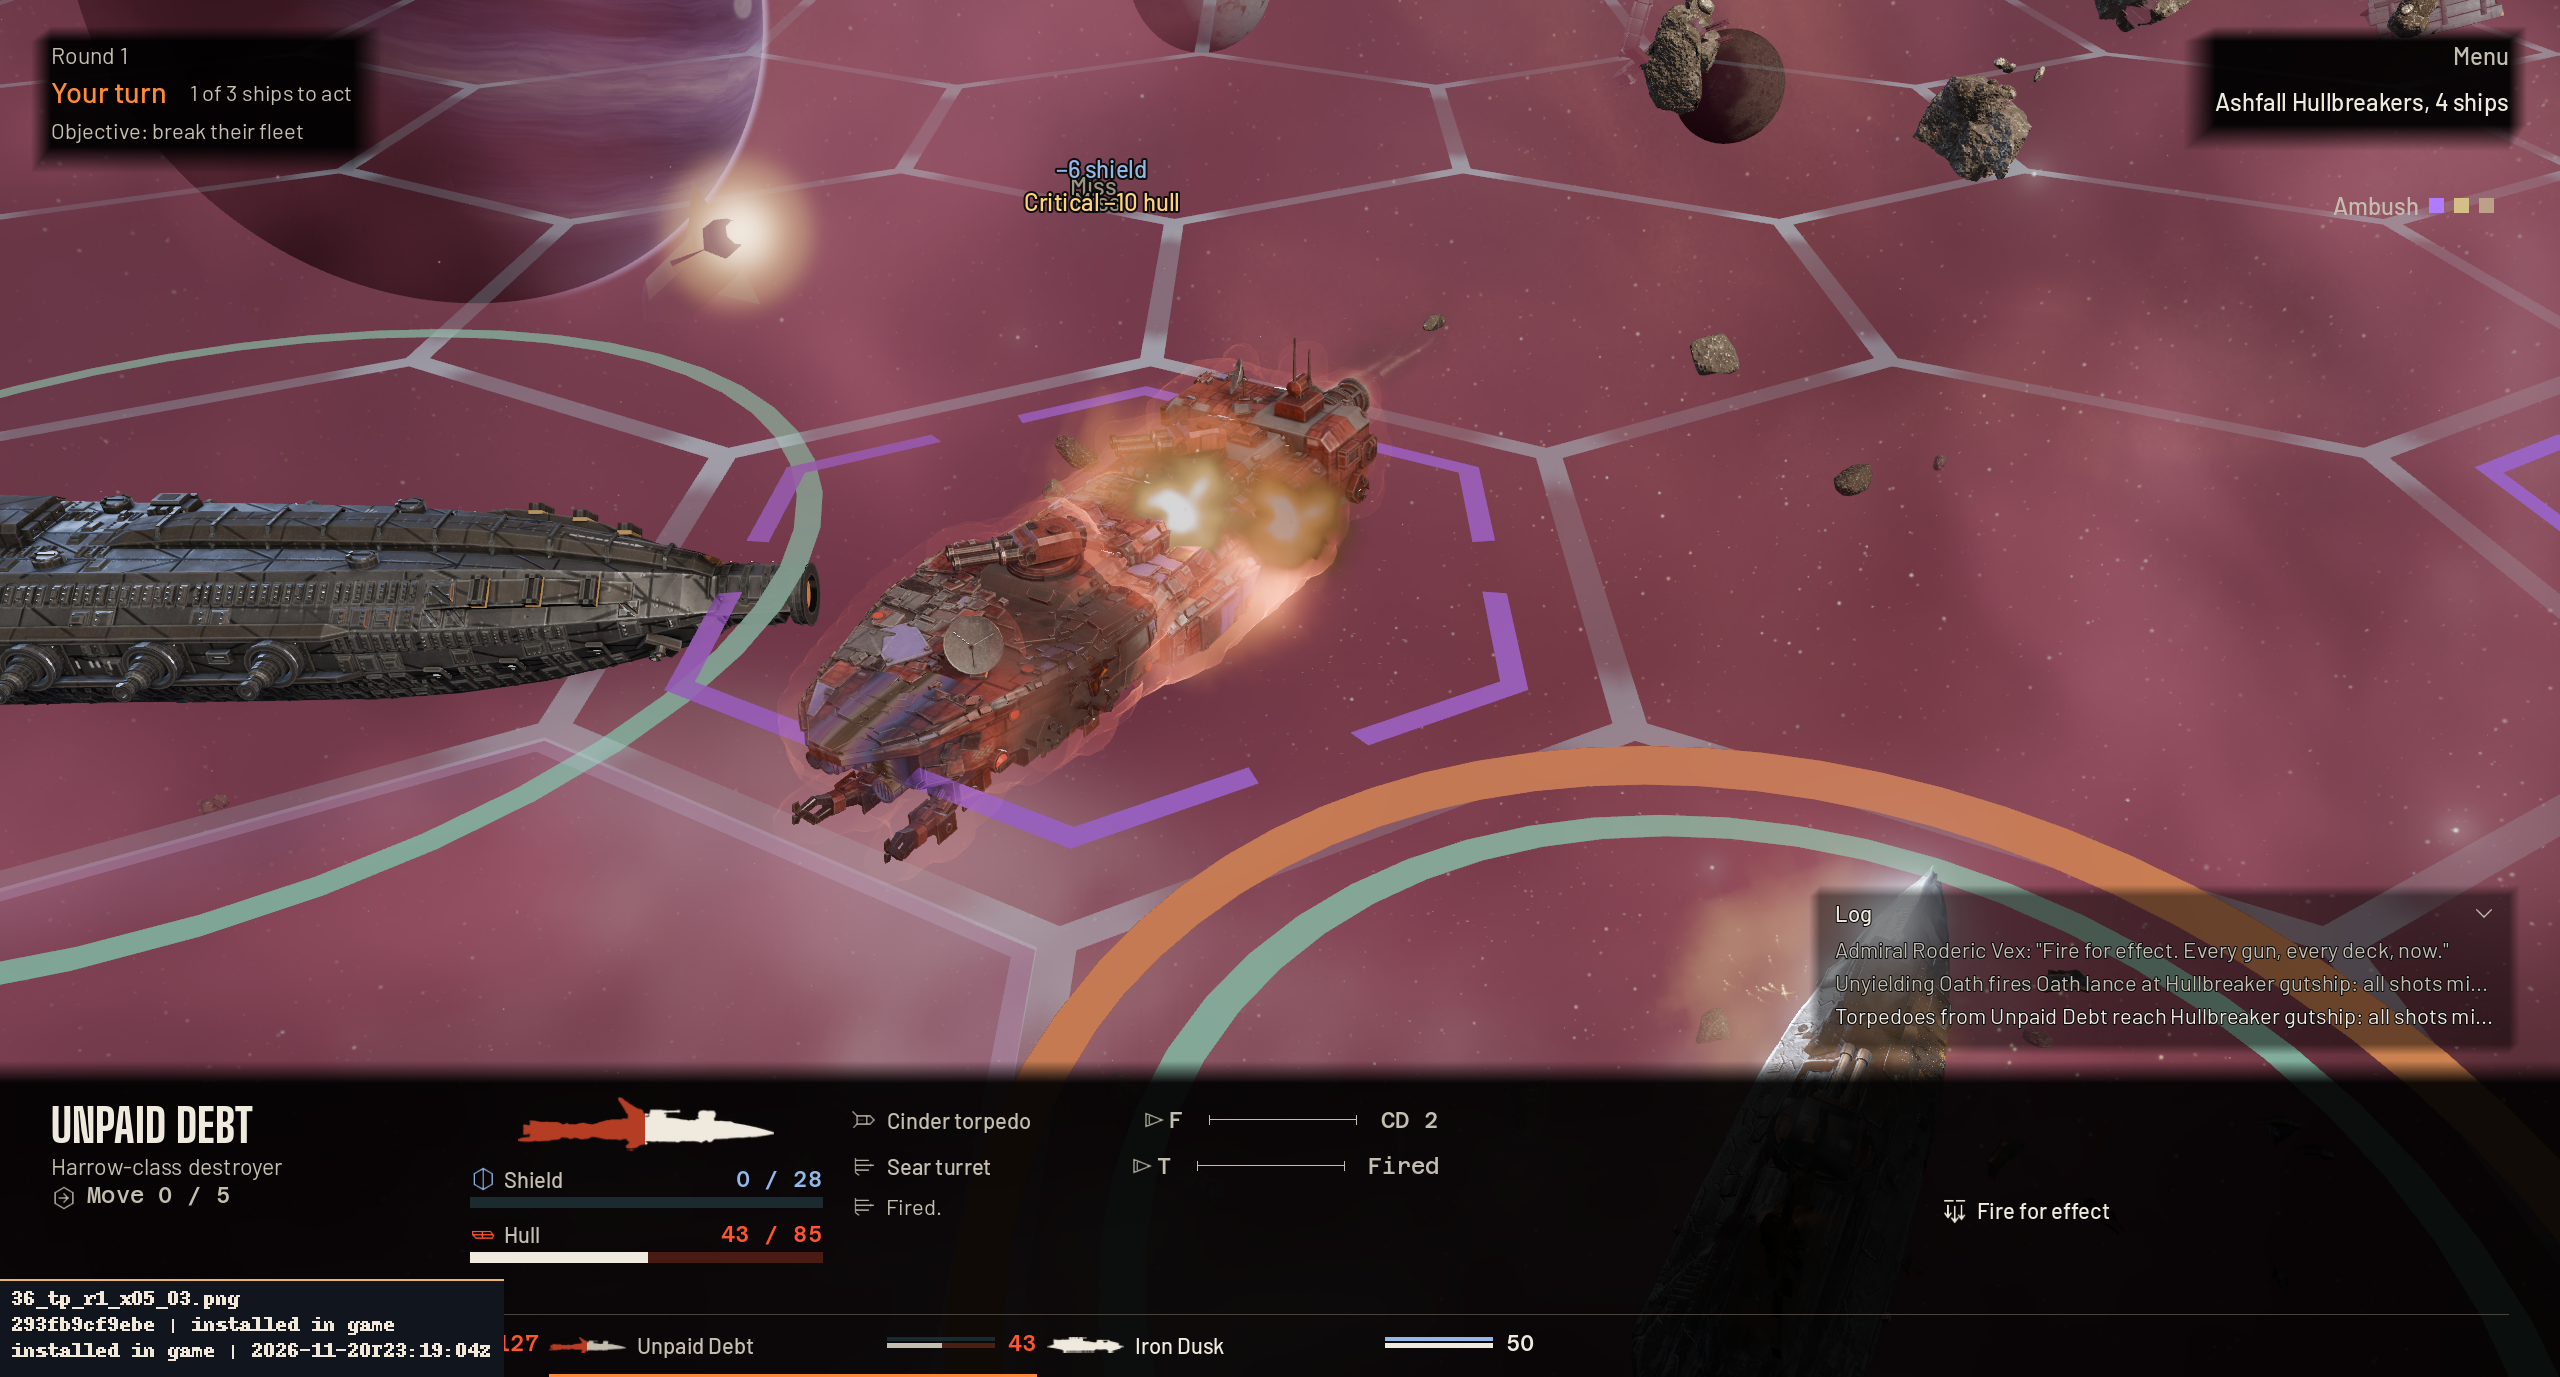 Round 1
Your turn 1 of 3 ships to act
Objective: break their fleet
Menu
Ashfall Hullbreakers, 4 ships
Ambush
-6 shield
Miss
Critical -10 hull
Log
Admiral Roderic Vex: "Fire for effect. Every gun, every deck, now."
Unyielding Oath fires Oath lance at Hullbreaker gutship: all shots mi...
Torpedoes from Unpaid Debt reach Hullbreaker gutship: all shots mi...
UNPAID DEBT
Harrow-class destroyer
Move 0 / 5
Shield 0 / 28
Hull 43 / 85
Cinder torpedo F CD 2
Sear turret T Fired
Fired.
Fire for effect
127 Unpaid Debt 43 Iron Dusk 50
36_tp_r1_x05_03.png
293fb9cf9ebe | installed in game
installed in game | 2026-11-20T23:19:04Z